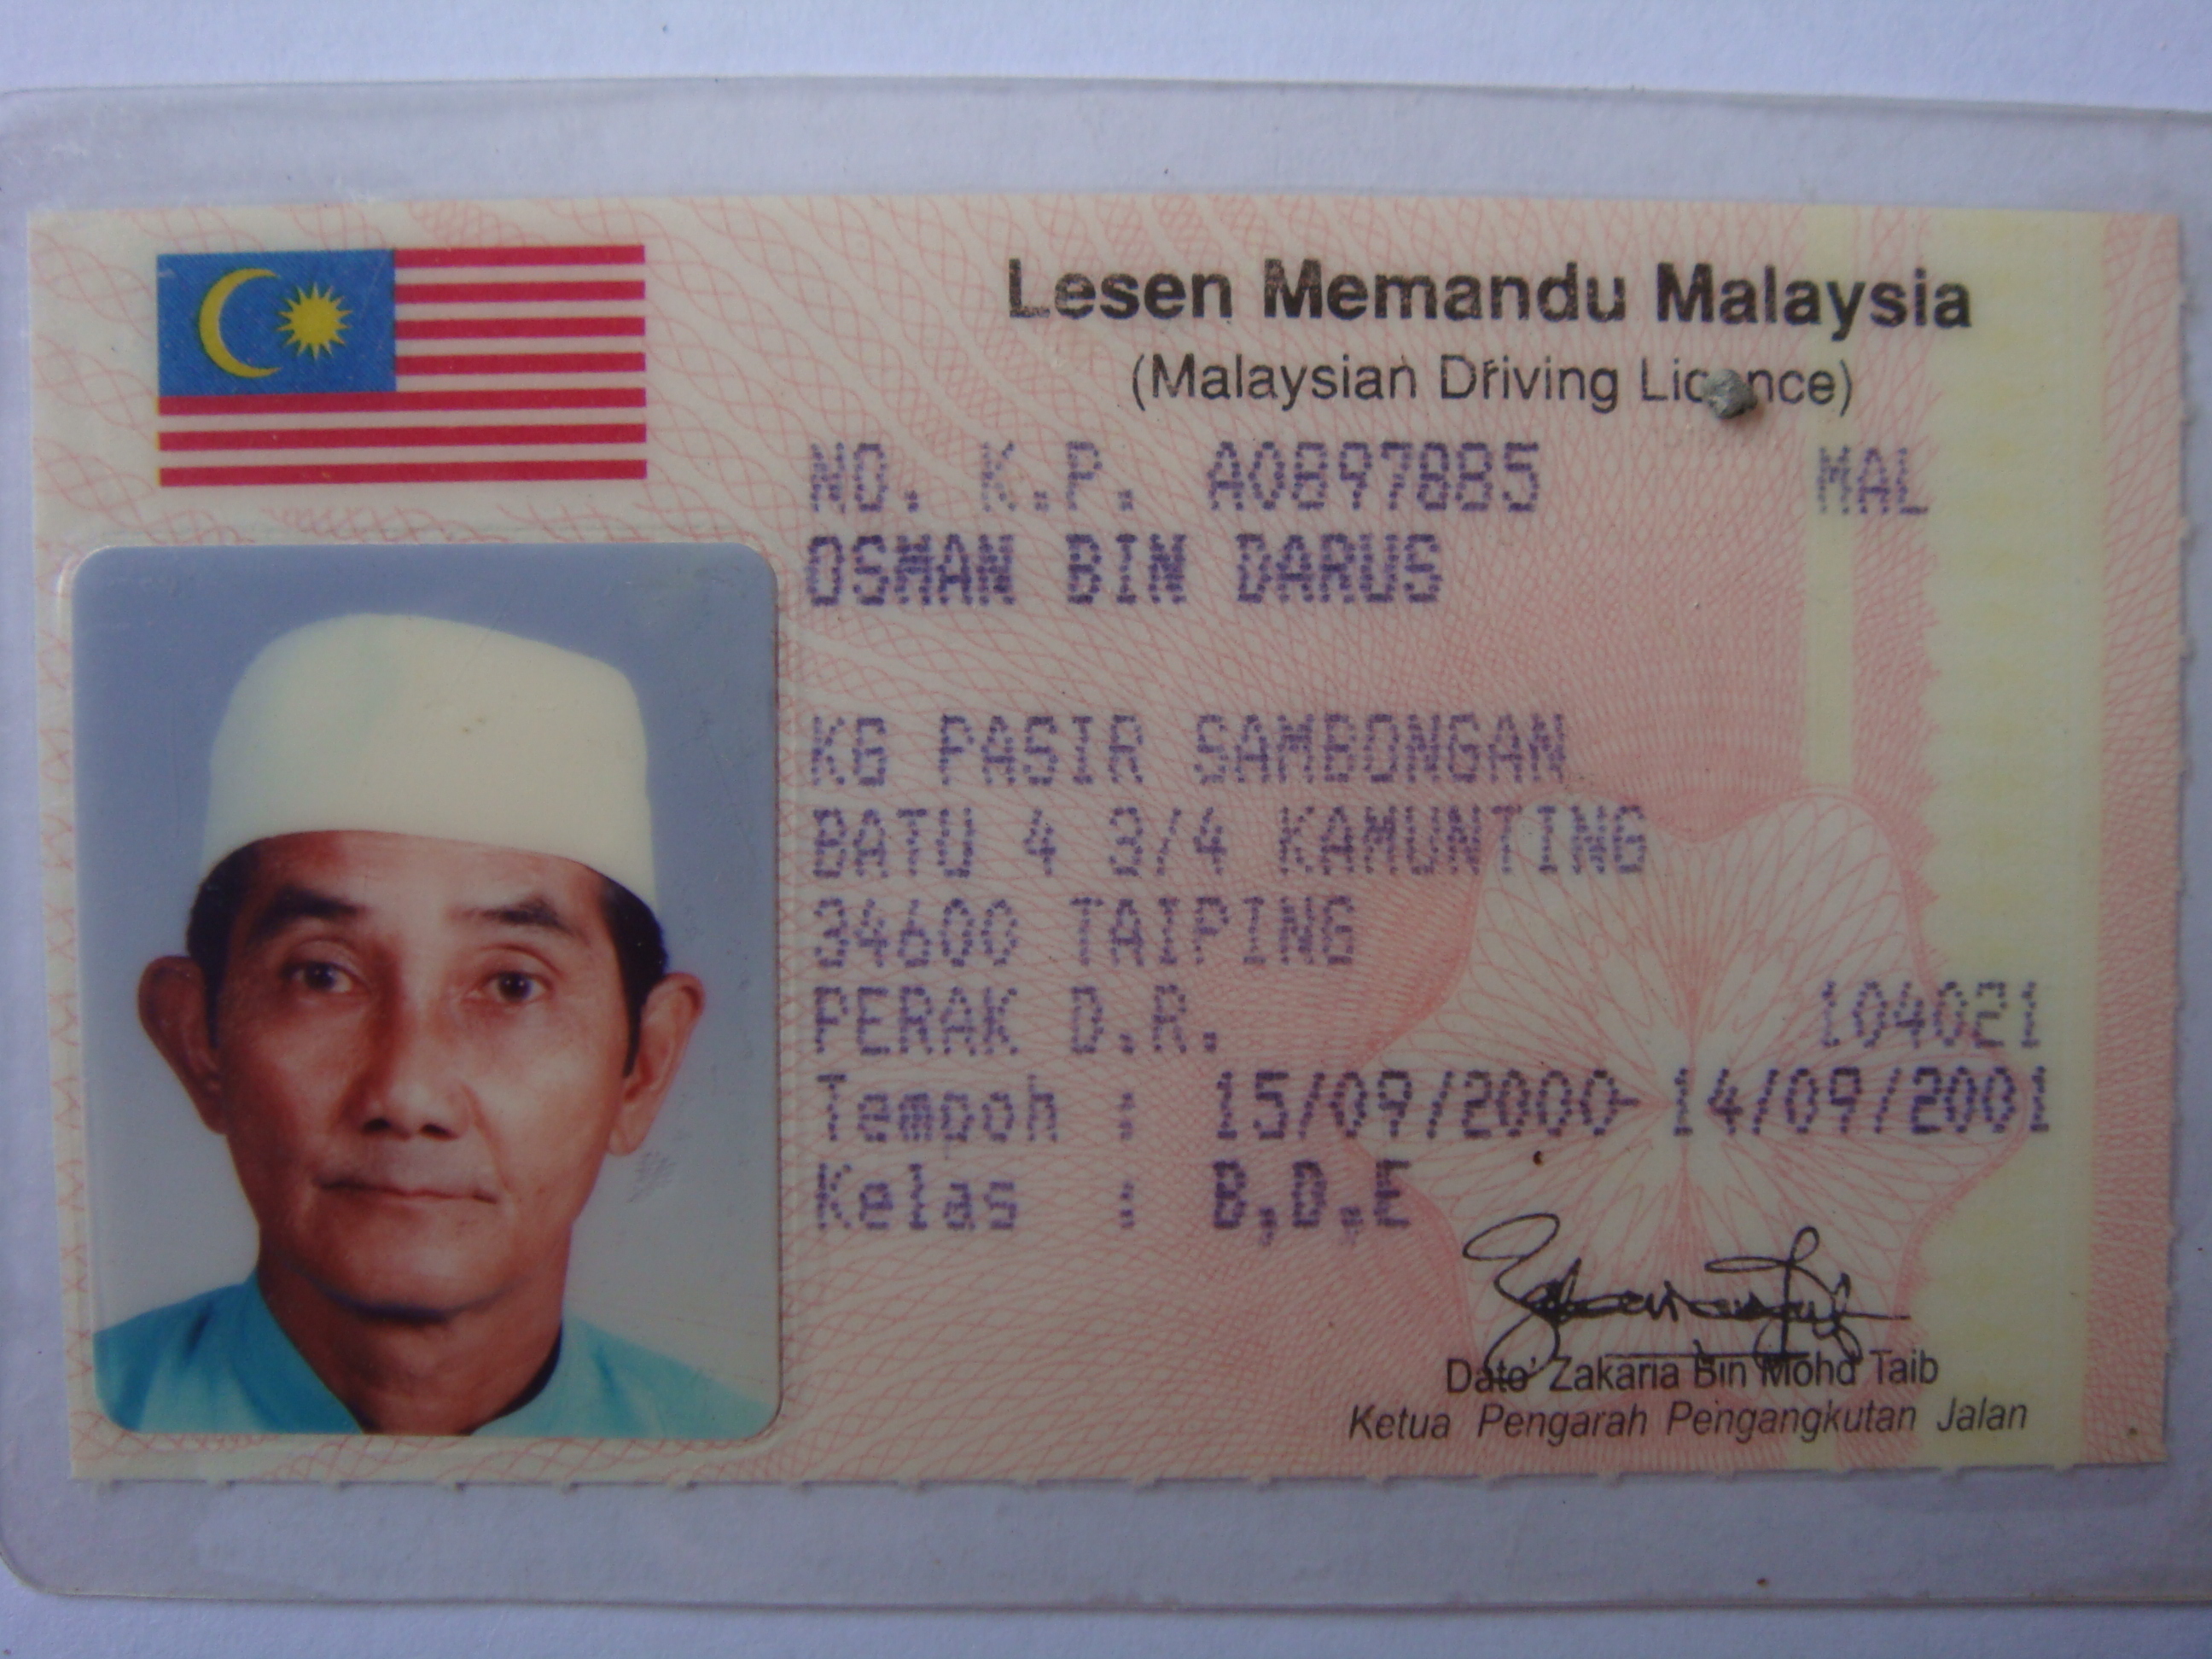 Lesen Memandu Malaysia
(Malaysian Driving Licence)
NO. K.P. A0897885 MAL
OSMAN BIN DARUS
KG PASIR SAMBONGAN
BATU 4 3/4 KAMUNTING
34600 TAIPING
PERAK D.R. 104021
Tempoh : 15/09/2000- 14/09/2001
Kelas : B,D,E
Dato' Zakaria Bin Mohd Taib
Ketua Pengarah Pengangkutan Jalan